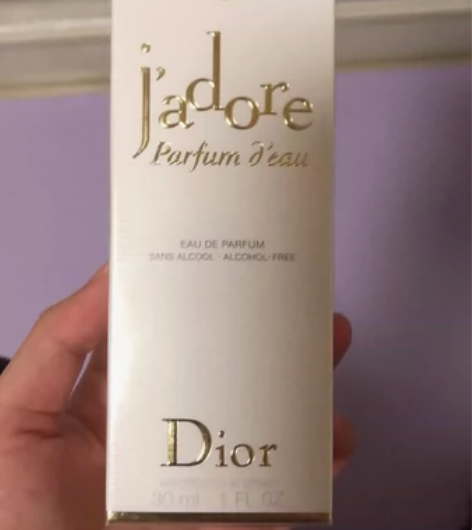 j'adore
Parfum d'eau
EAU DE PARFUM
SANS ALCOOL · ALCOHOL-FREE
Dior
30 ml - 1 FL. OZ